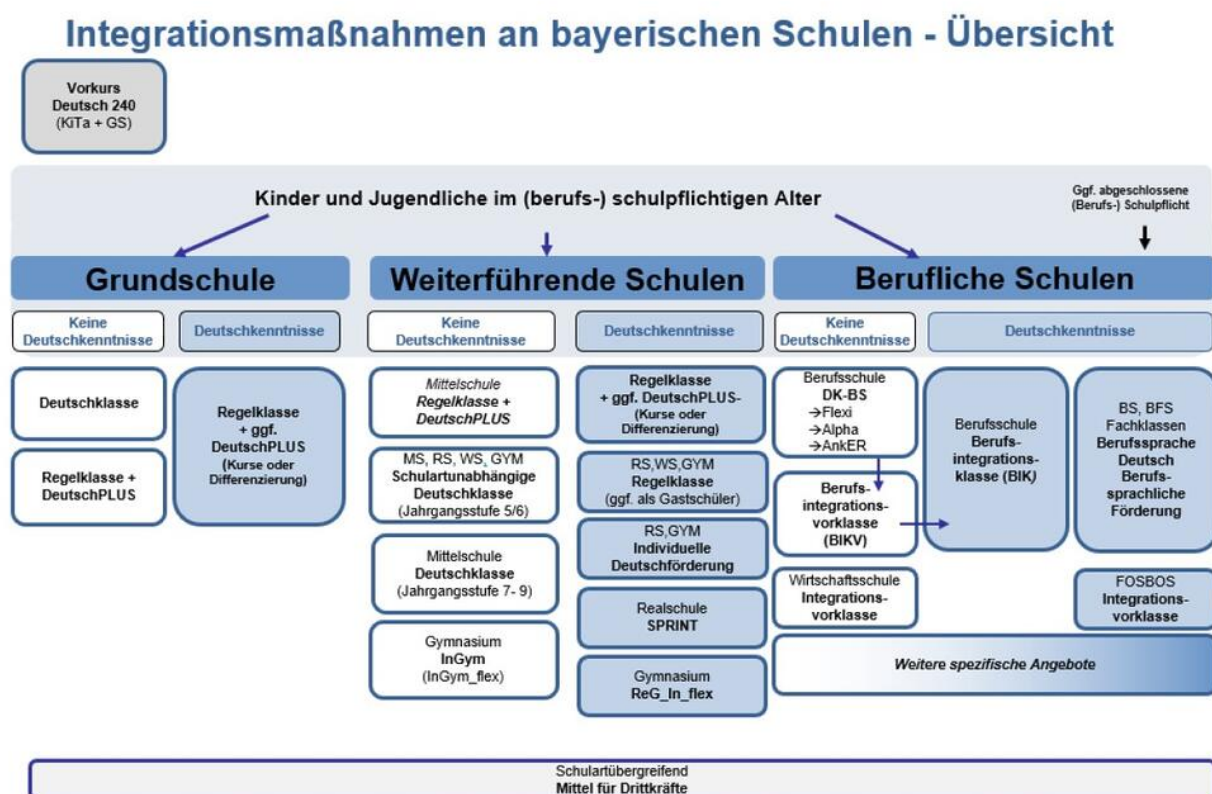 Integrationsmaßnahmen an bayerischen Schulen - Übersicht
Vorkurs
Deutsch 240
(KiTa + GS)
Kinder und Jugendliche im (berufs-) schulpflichtigen Alter
Ggf. abgeschlossene
(Berufs-) Schulpflicht
Grundschule
Keine
Deutschkenntnisse
Deutschkenntnisse
Deutschklasse
Regelklasse +
DeutschPLUS
Regelklasse
+ ggf.
DeutschPLUS
(Kurse oder
Differenzierung)
Weiterführende Schulen
Keine
Deutschkenntnisse
Deutschkenntnisse
Mittelschule
Regelklasse +
DeutschPLUS
MS, RS, WS, GYM
Schulartunabhängige
Deutschklasse
(Jahrgangsstufe 5/6)
Mittelschule
Deutschklasse
(Jahrgangsstufe 7- 9)
Gymnasium
InGym
(InGym_flex)
Regelklasse
+ ggf. DeutschPLUS-
(Kurse oder
Differenzierung)
RS,WS,GYM
Regelklasse
(ggf. als Gastschüler)
RS,GYM
Individuelle
Deutschförderung
Realschule
SPRINT
Gymnasium
ReG_In_flex
Berufliche Schulen
Keine
Deutschkenntnisse
Deutschkenntnisse
Berufsschule
DK-BS
→Flexi
→Alpha
→AnkER
Berufs-
integrations-
vorklasse
(BIKV)
Wirtschaftsschule
Integrations-
vorklasse
Berufsschule
Berufs-
integrations-
klasse (BIK)
BS, BFS
Fachklassen
Berufssprache
Deutsch
Berufs-
sprachliche
Förderung
FOSBOS
Integrations-
vorklasse
Weitere spezifische Angebote
Schulartübergreifend
Mittel für Drittkräfte